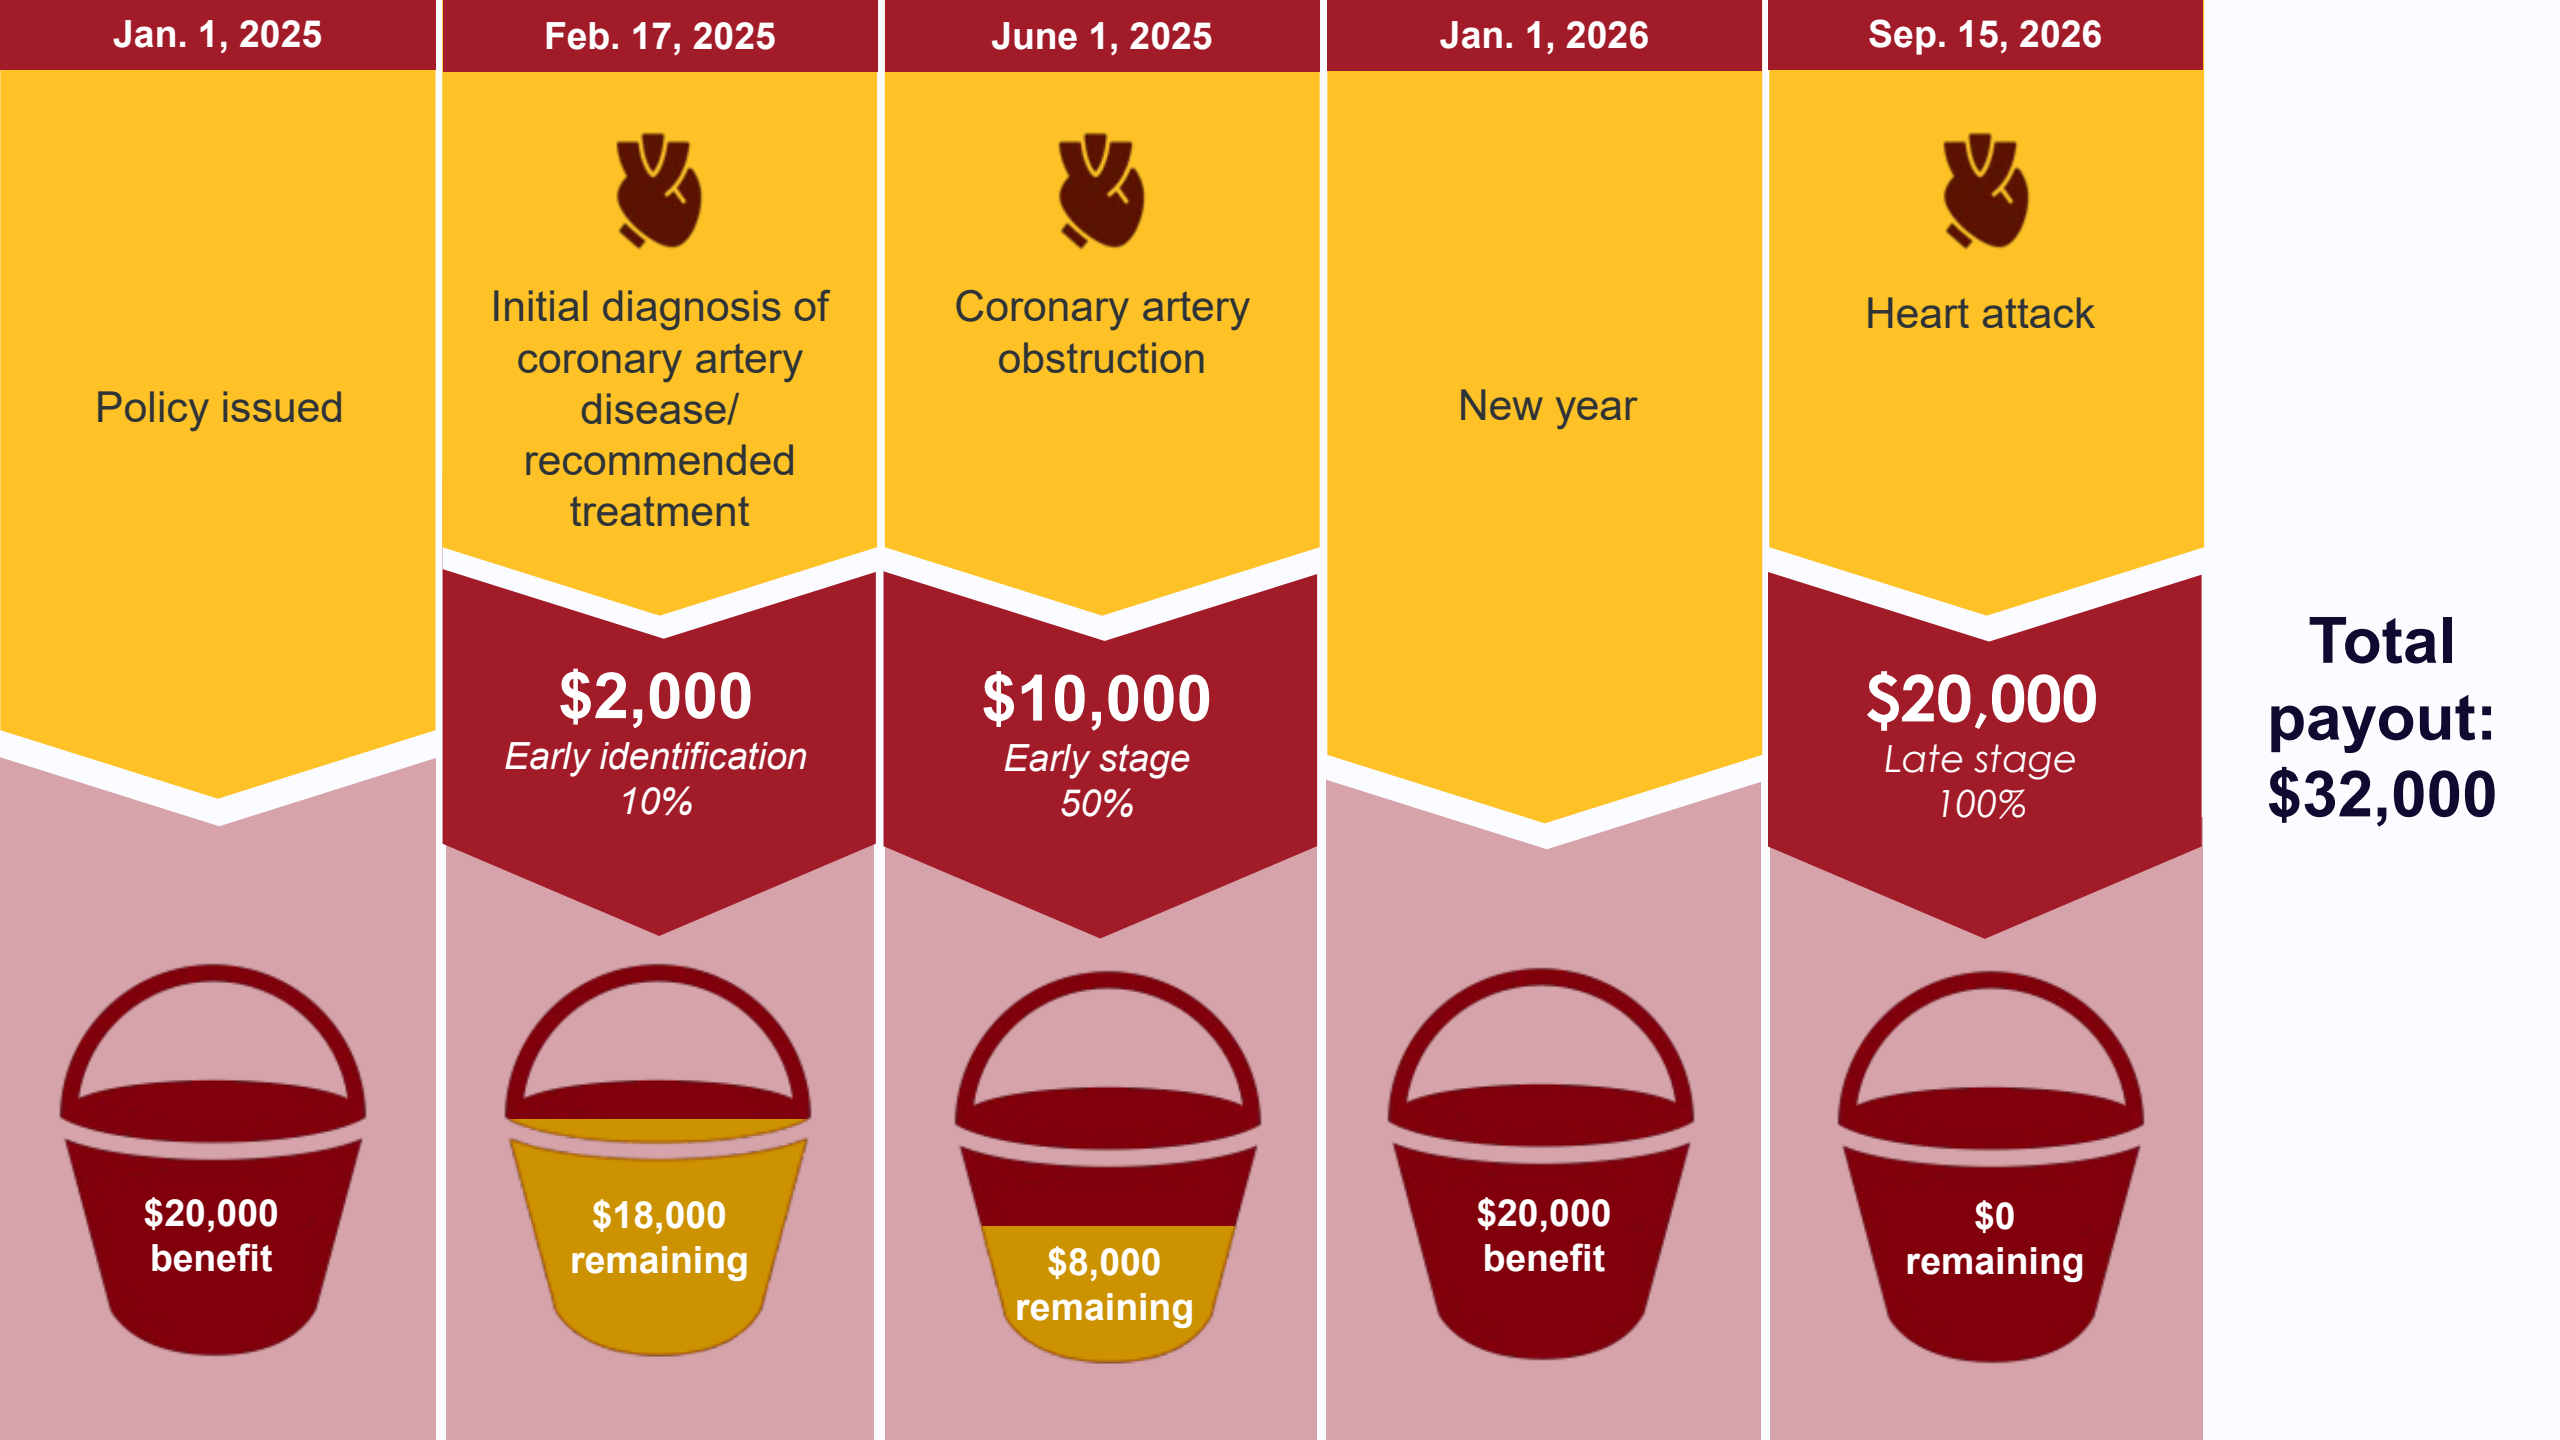 Jan. 1, 2025
Policy issued
$20,000
benefit
Feb. 17, 2025
Initial diagnosis of
coronary artery
disease/
recommended
treatment
$2,000
Early identification
10%
$18,000
remaining
June 1, 2025
Coronary artery
obstruction
$10,000
Early stage
50%
$8,000
remaining
Jan. 1, 2026
New year
$20,000
benefit
Sep. 15, 2026
Heart attack
$20,000
Late stage
100%
$0
remaining
Total
payout:
$32,000